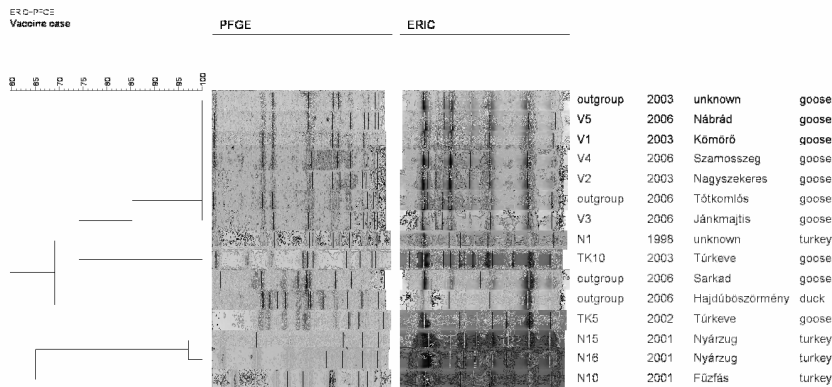 ERIC-PFGE
Vaccine case
PFGE ERIC
60 65 70 75 80 85 90 95 100
outgroup 2003 unknown goose
V5 2006 Nábrád goose
V1 2003 Kömörő goose
V4 2006 Szamosszeg goose
V2 2003 Nagyszekeres goose
outgroup 2006 Tótkomlós goose
V3 2006 Jánkmajtis goose
N1 1998 unknown turkey
TK10 2003 Túrkeve goose
outgroup 2006 Sarkad goose
outgroup 2006 Hajdúböszörmény duck
TK5 2002 Túrkeve goose
N15 2001 Nyárzug turkey
N16 2001 Nyárzug turkey
N10 2001 Fűzfás turkey